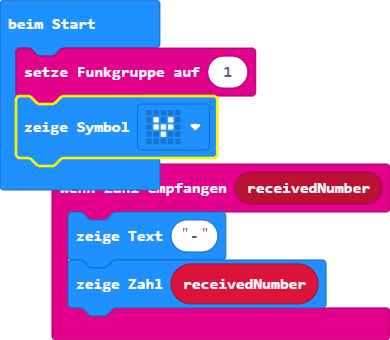 beim Start
setze Funkgruppe auf 1
zeige Symbol
wenn Zahl empfangen receivedNumber
zeige Text "-"
zeige Zahl receivedNumber